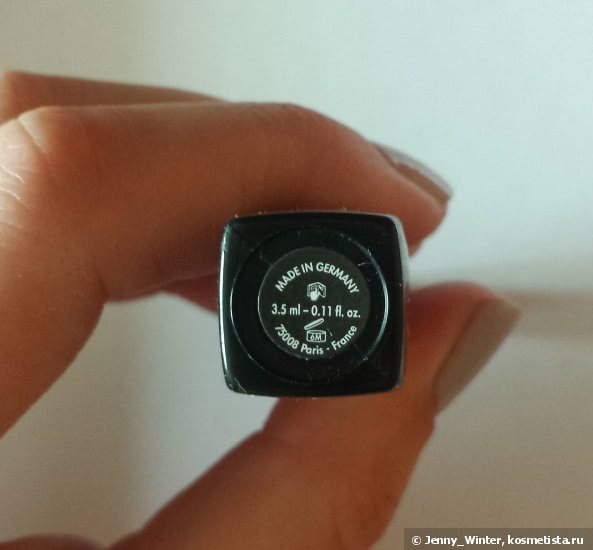 MADE IN GERMANY
3.5 ml – 0.11 fl. oz.
6M
75008 Paris - France
© Jenny_Winter, kosmetista.ru